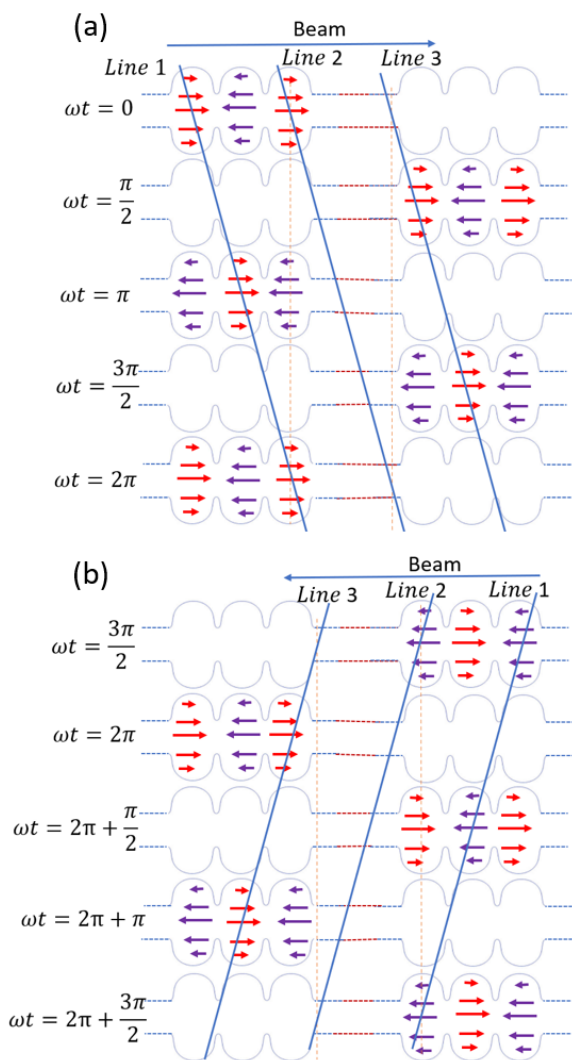 (a)
Beam
Line 1
Line 2
Line 3
ωt = 0
ωt = π/2
ωt = π
ωt = 3π/2
ωt = 2π
(b)
Beam
Line 3
Line 2
Line 1
ωt = 3π/2
ωt = 2π
ωt = 2π + π/2
ωt = 2π + π
ωt = 2π + 3π/2